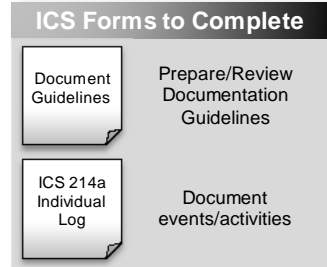 ICS Forms to Complete
Document
Guidelines
Prepare/Review
Documentation
Guidelines
ICS 214a
Individual
Log
Document
events/activities